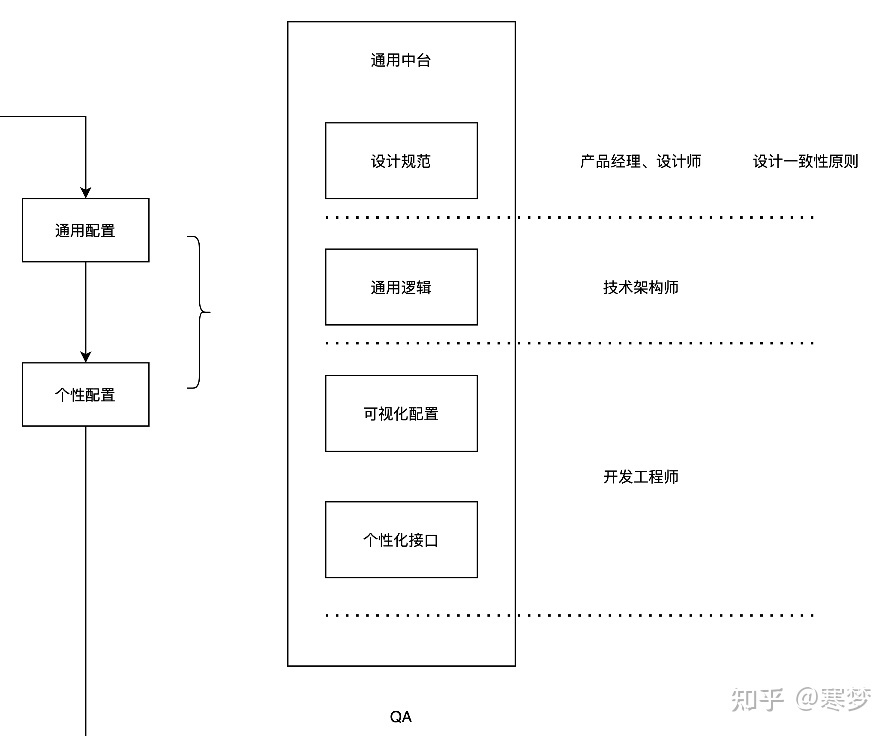 通用中台
设计规范
产品经理、设计师
设计一致性原则
通用配置
通用逻辑
技术架构师
个性配置
可视化配置
开发工程师
个性化接口
QA
知乎 @寒梦